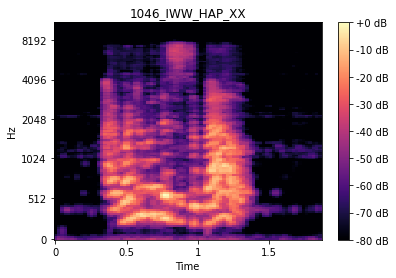 1046_IWW_HAP_XX
8192
4096
2048
1024
512
0
Hz
0
0.5
1
1.5
Time
+0 dB
-10 dB
-20 dB
-30 dB
-40 dB
-50 dB
-60 dB
-70 dB
-80 dB